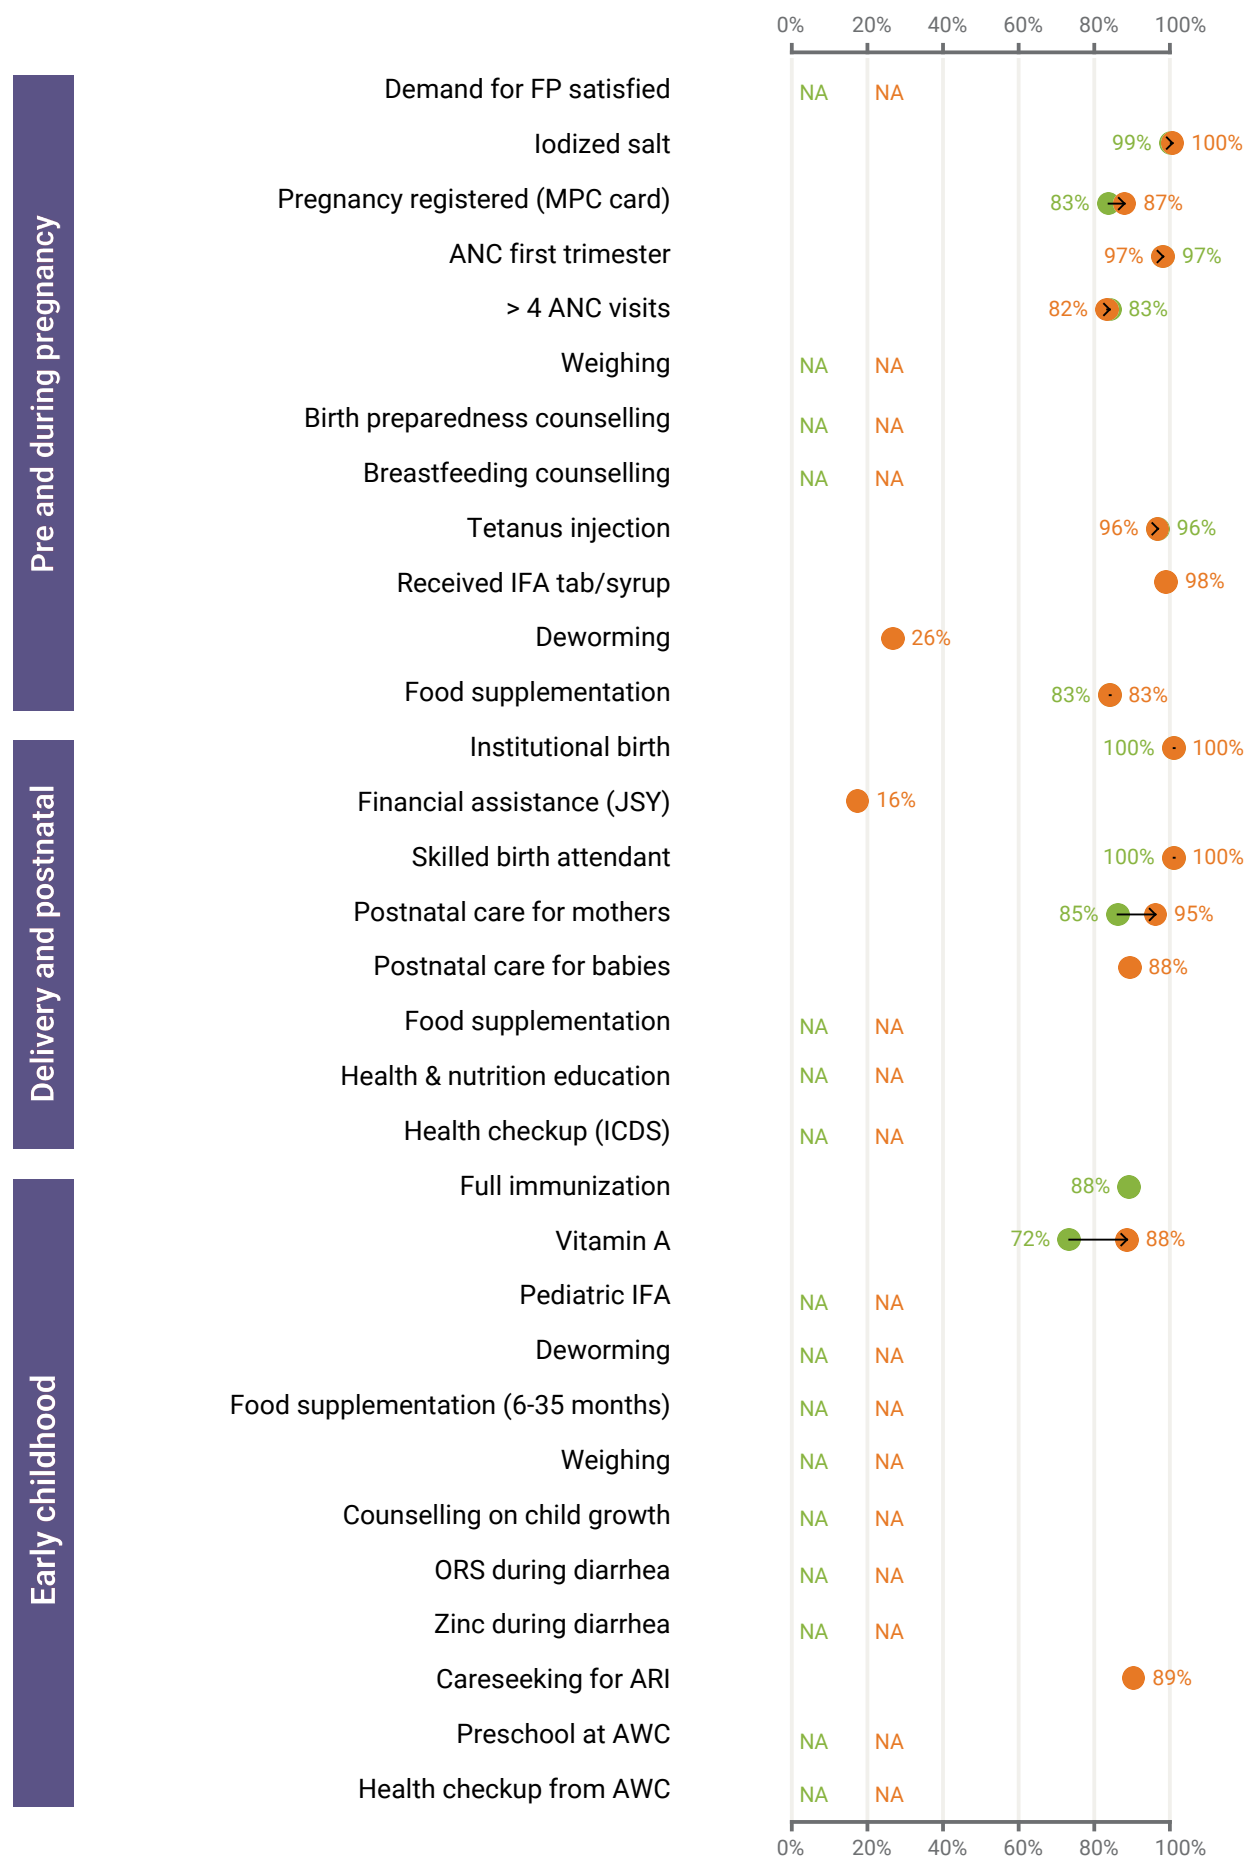 0% 20% 40% 60% 80% 100%
Pre and during pregnancy
Demand for FP satisfied NA NA
Iodized salt 99% 100%
Pregnancy registered (MPC card) 83% 87%
ANC first trimester 97% 97%
> 4 ANC visits 82% 83%
Weighing NA NA
Birth preparedness counselling NA NA
Breastfeeding counselling NA NA
Tetanus injection 96% 96%
Received IFA tab/syrup 98%
Deworming 26%
Food supplementation 83% 83%
Delivery and postnatal
Institutional birth 100% 100%
Financial assistance (JSY) 16%
Skilled birth attendant 100% 100%
Postnatal care for mothers 85% 95%
Postnatal care for babies 88%
Food supplementation NA NA
Health & nutrition education NA NA
Health checkup (ICDS) NA NA
Early childhood
Full immunization 88%
Vitamin A 72% 88%
Pediatric IFA NA NA
Deworming NA NA
Food supplementation (6-35 months) NA NA
Weighing NA NA
Counselling on child growth NA NA
ORS during diarrhea NA NA
Zinc during diarrhea NA NA
Careseeking for ARI 89%
Preschool at AWC NA NA
Health checkup from AWC NA NA
0% 20% 40% 60% 80% 100%